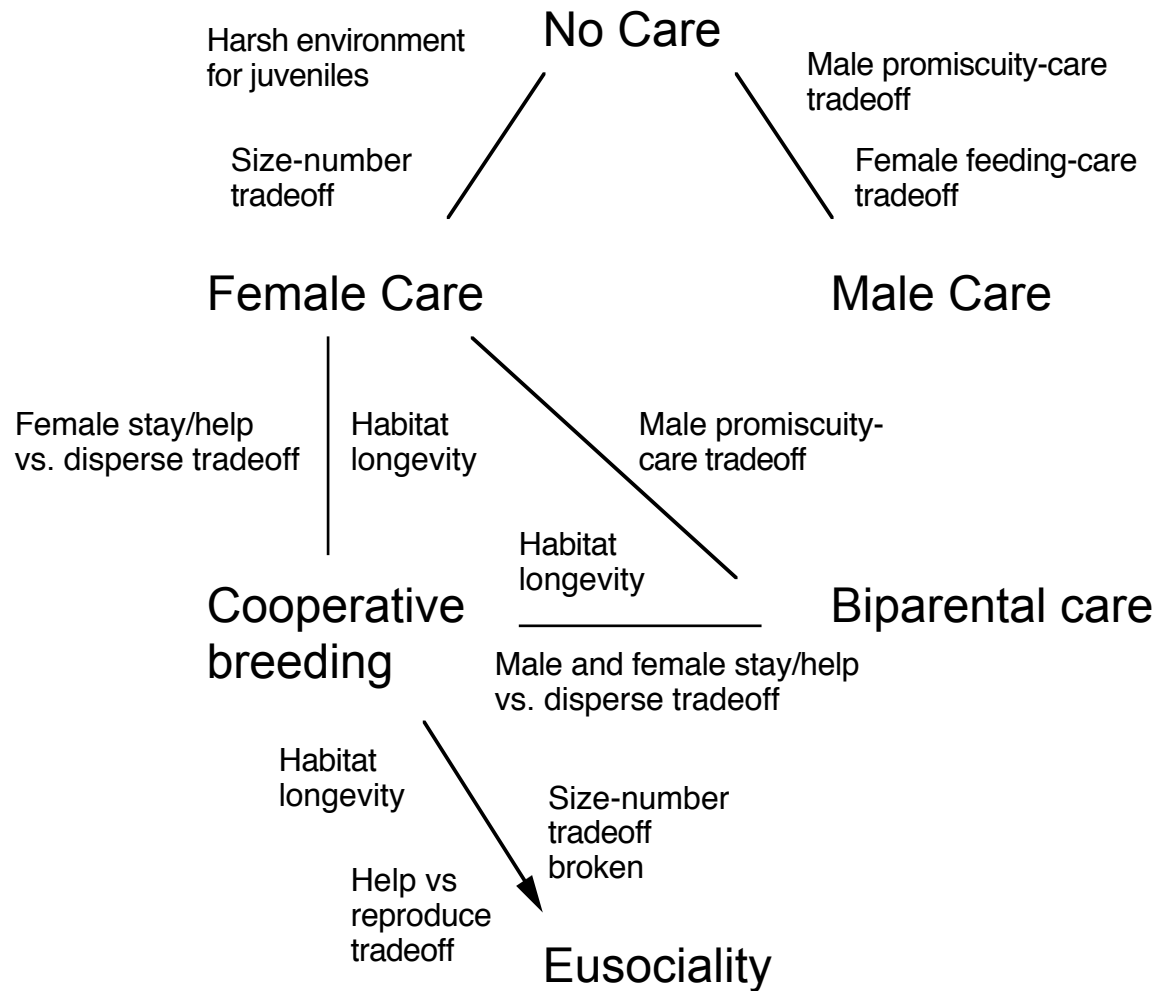 No Care
Harsh environment
for juveniles
Male promiscuity-care
tradeoff
Size-number
tradeoff
Female feeding-care
tradeoff
Female Care
Male Care
Female stay/help
vs. disperse tradeoff
Habitat
longevity
Male promiscuity-
care tradeoff
Habitat
longevity
Cooperative
breeding
Biparental care
Male and female stay/help
vs. disperse tradeoff
Habitat
longevity
Size-number
tradeoff
broken
Help vs
reproduce
tradeoff
Eusociality